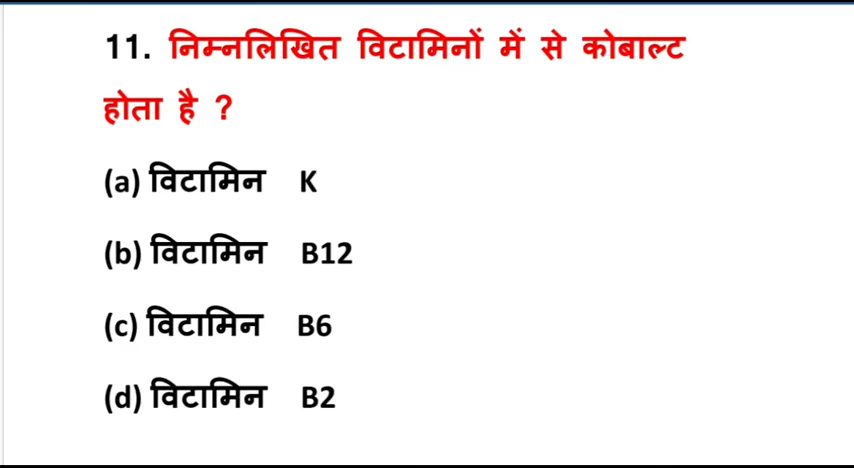 11. निम्नलिखित विटामिनों में से कोबाल्ट
होता है ?
(a) विटामिन K
(b) विटामिन B12
(c) विटामिन B6
(d) विटामिन B2